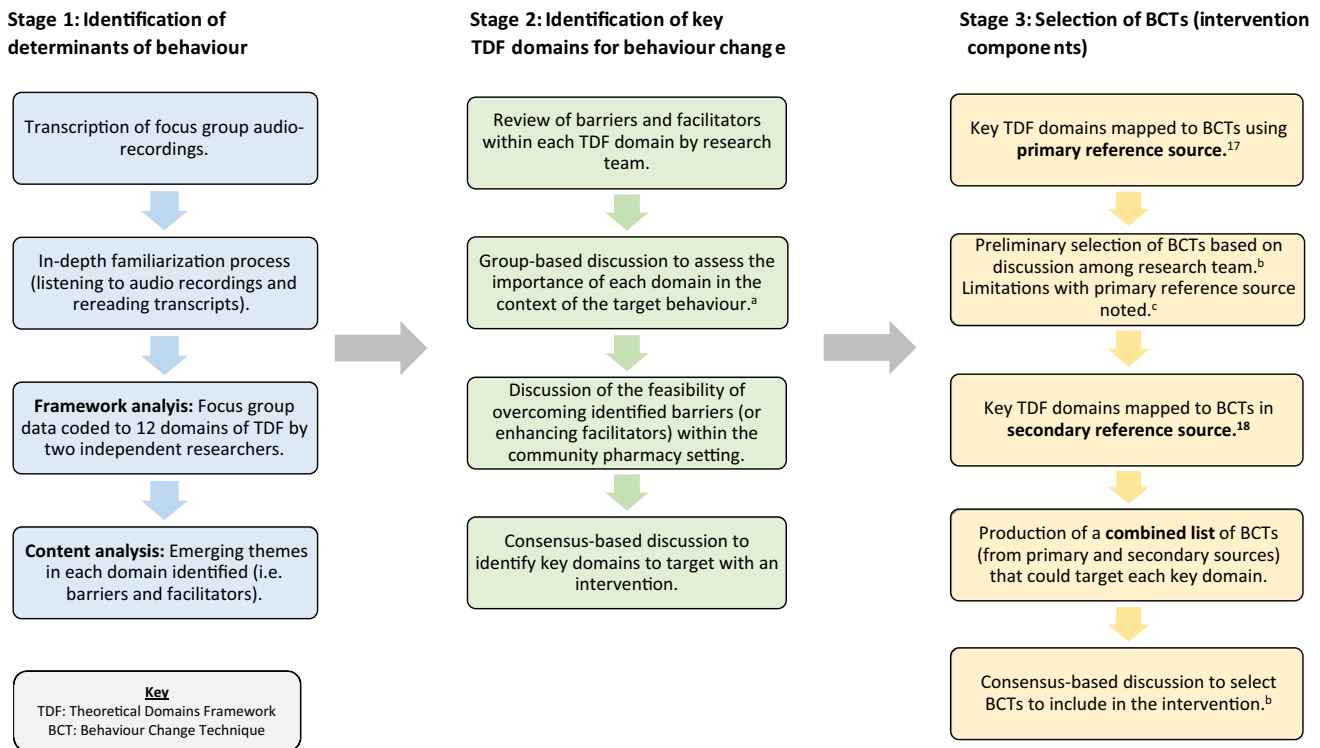 Stage 1: Identification of
determinants of behaviour
Transcription of focus group audio-
recordings.
In-depth familiarization process
(listening to audio recordings and
rereading transcripts).
Framework analyis: Focus group
data coded to 12 domains of TDF by
two independent researchers.
Content analysis: Emerging themes
in each domain identified (i.e.
barriers and facilitators).
Key
TDF: Theoretical Domains Framework
BCT: Behaviour Change Technique
Stage 2: Identification of key
TDF domains for behaviour change
Review of barriers and facilitators
within each TDF domain by research
team.
Group-based discussion to assess the
importance of each domain in the
context of the target behaviour.a
Discussion of the feasibility of
overcoming identified barriers (or
enhancing facilitators) within the
community pharmacy setting.
Consensus-based discussion to
identify key domains to target with an
intervention.
Stage 3: Selection of BCTs (intervention
components)
Key TDF domains mapped to BCTs using
primary reference source.17
Preliminary selection of BCTs based on
discussion among research team.b
Limitations with primary reference source
noted.c
Key TDF domains mapped to BCTs in
secondary reference source.18
Production of a combined list of BCTs
(from primary and secondary sources)
that could target each key domain.
Consensus-based discussion to select
BCTs to include in the intervention.b